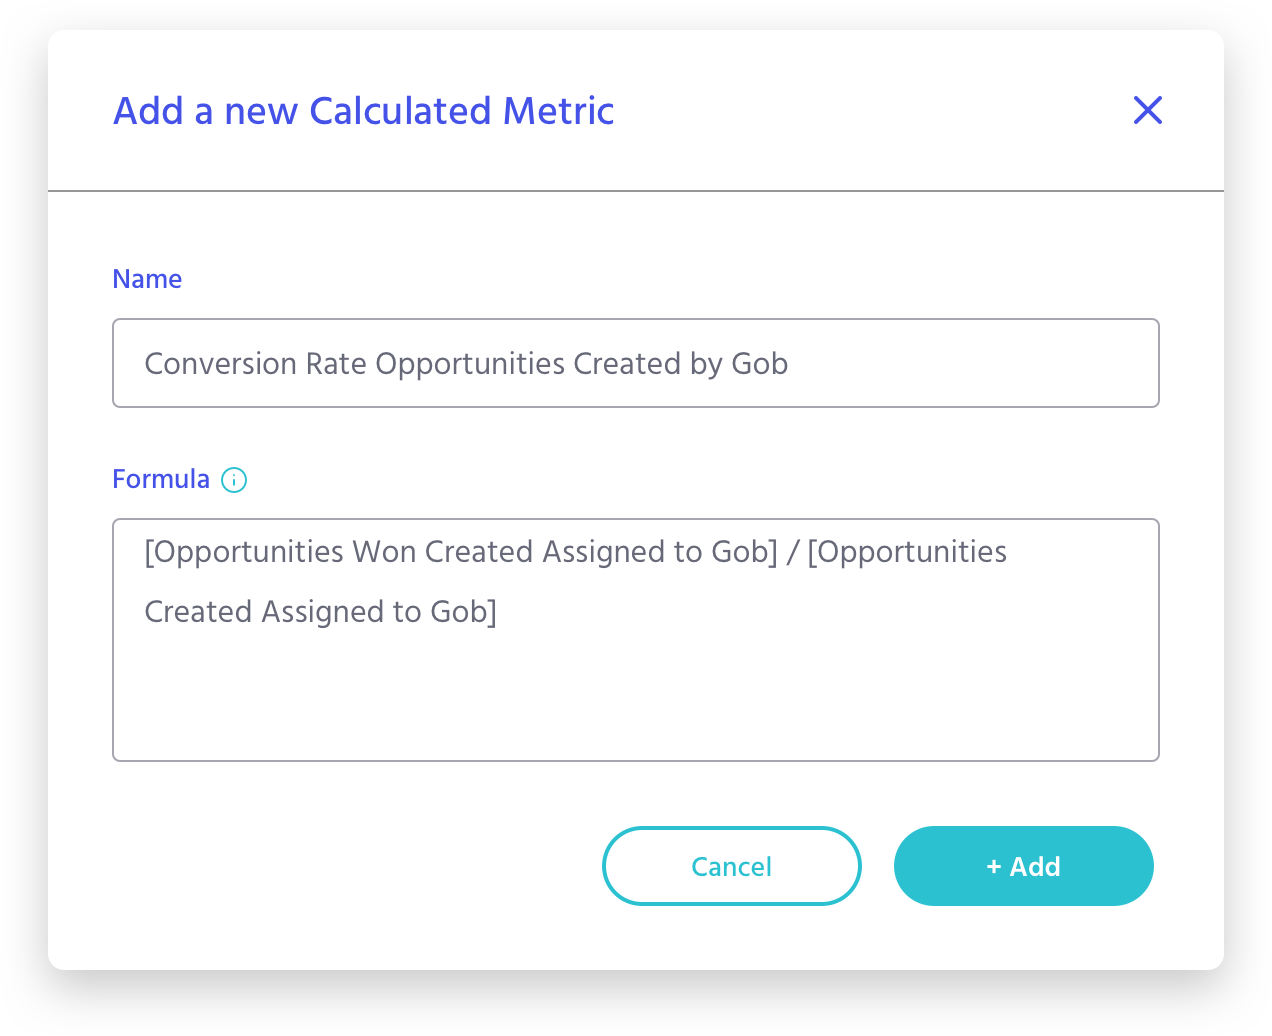 Add a new Calculated Metric
Name
Conversion Rate Opportunities Created by Gob
Formula
[Opportunities Won Created Assigned to Gob] / [Opportunities
Created Assigned to Gob]
Cancel
+ Add